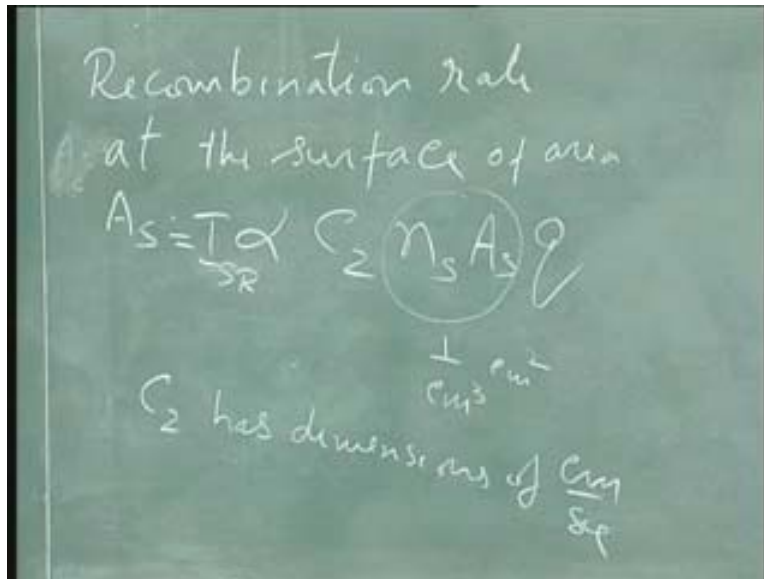 Recombination rate
at the surface of area
As = I_SR ∝ C₂ nₛ Aₛ q
1/cm³ cm²
C₂ has dimensions of cm/sec